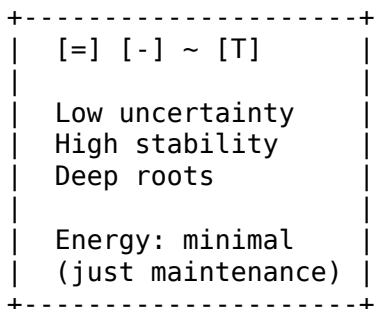 [=] [-] ~ [T]
Low uncertainty
High stability
Deep roots
Energy: minimal
(just maintenance)